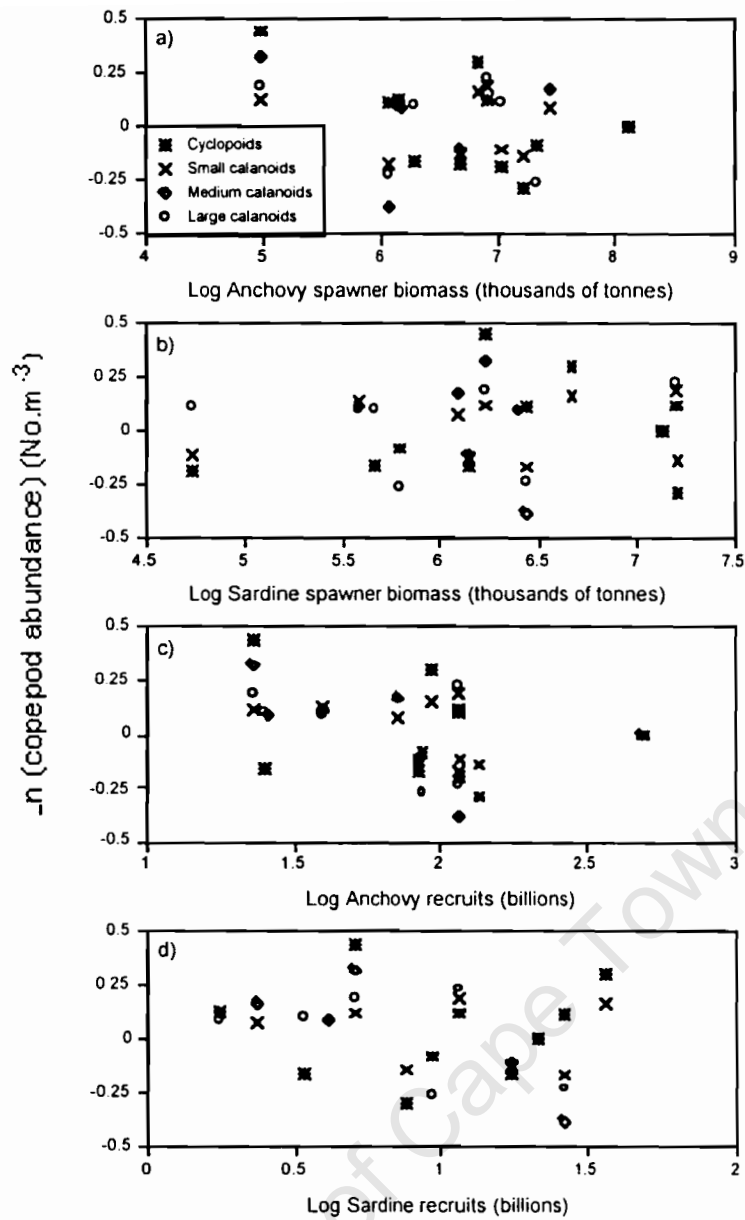 a)
0.5
0.25
0
-0.25
-0.5
Cyclopoids
Small calanoids
Medium calanoids
Large calanoids
4 5 6 7 8 9
Log Anchovy spawner biomass (thousands of tonnes)
b)
0.5
0.25
0
-0.25
-0.5
4.5 5 5.5 6 6.5 7 7.5
Log Sardine spawner biomass (thousands of tonnes)
_n (copepod abundance) (No.m⁻³)
c)
0.5
0.25
0
-0.25
-0.5
1 1.5 2 2.5 3
Log Anchovy recruits (billions)
d)
0.5
0.25
0
-0.25
-0.5
0 0.5 1 1.5 2
Log Sardine recruits (billions)
of Cape Town